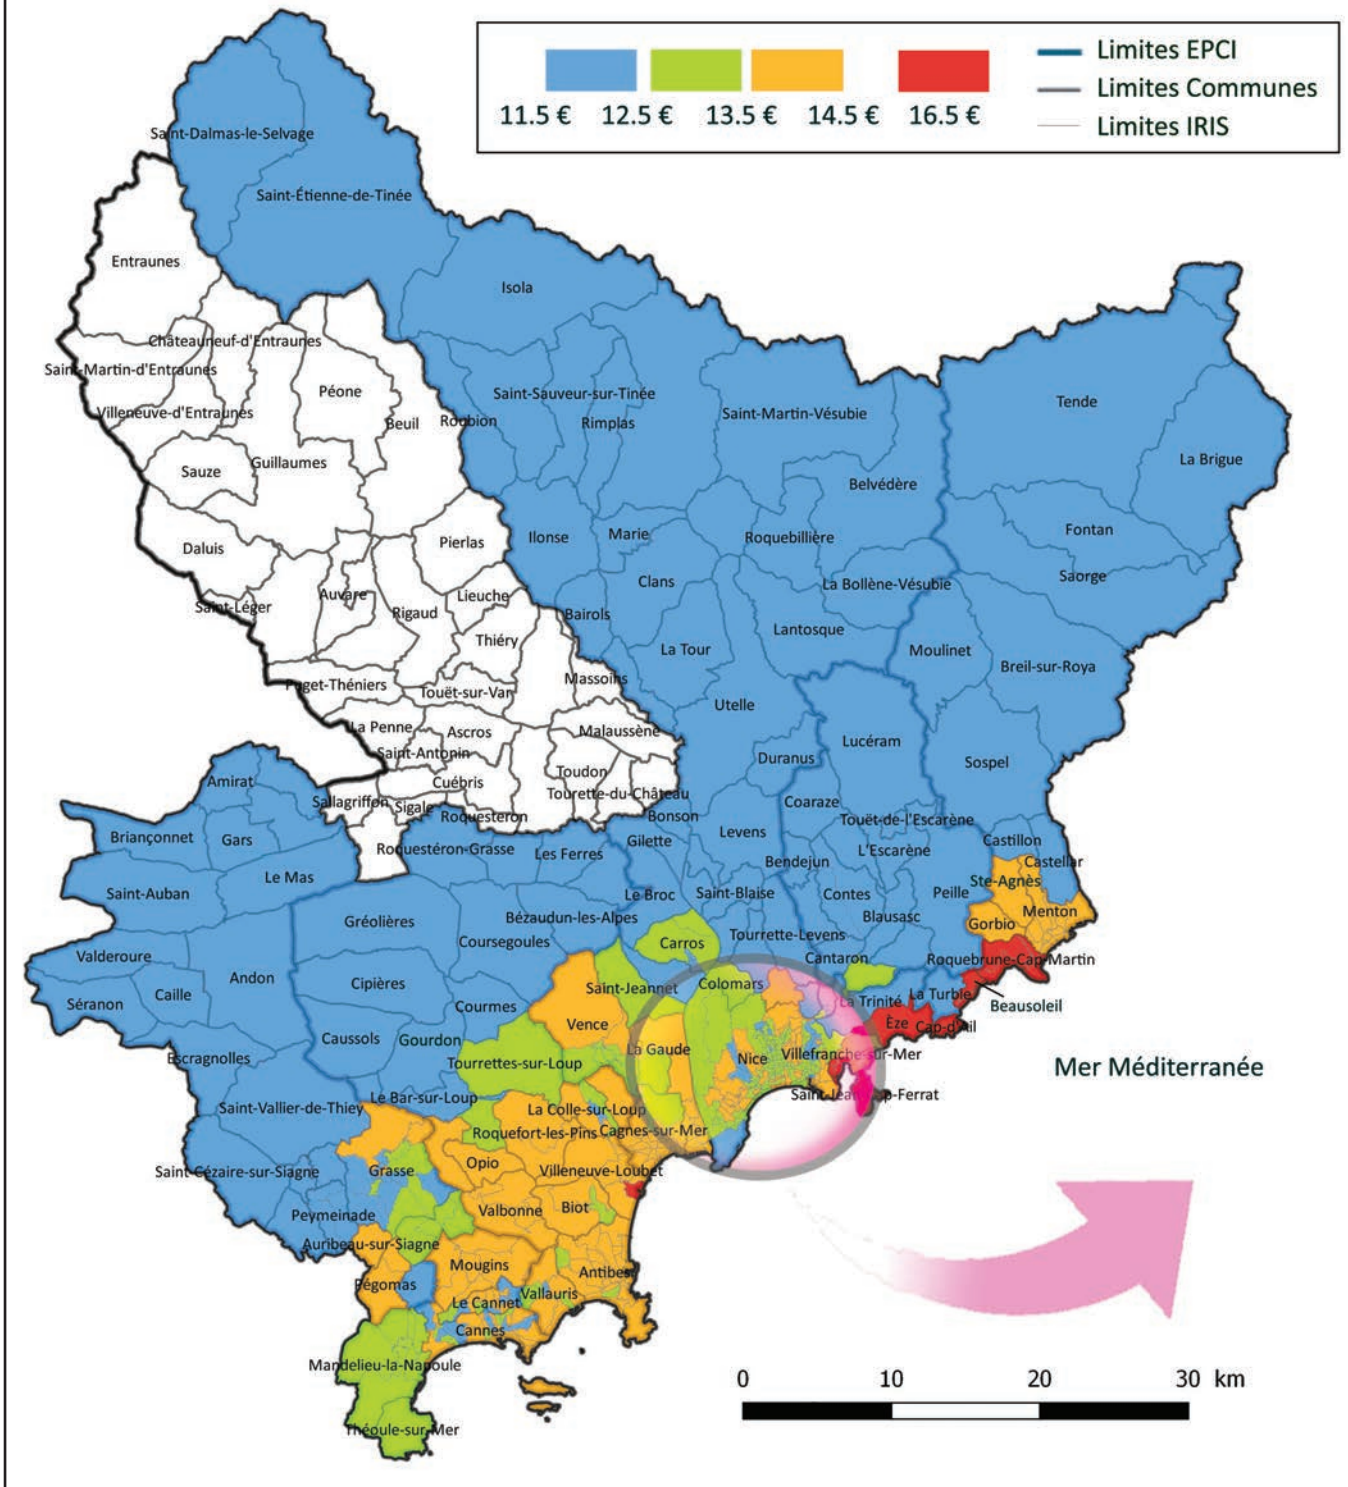 Limites EPCI
Limites Communes
Limites IRIS
11.5 € 12.5 € 13.5 € 14.5 € 16.5 €
Saint-Dalmas-le-Selvage
Saint-Étienne-de-Tinée
Entraunes
Isola
Châteauneuf-d'Entraunes
Saint-Martin-d'Entraunes
Péone
Saint-Sauveur-sur-Tinée
Tende
Villeneuve-d'Entraunes
Beuil
Roubion
Rimplas
Saint-Martin-Vésubie
Sauze
Guillaumes
La Brigue
Belvédère
Daluis
Pierlas
Ilonse
Marie
Roquebillière
Fontan
Saint-Léger
Auvare
Rigaud
Lieuche
Clans
La Bollène-Vésubie
Saorge
Bairols
Thiéry
La Tour
Lantosque
Moulinet
Breil-sur-Roya
Puget-Théniers
Touët-sur-Var
Massoins
Utelle
La Penne
Ascros
Malaussène
Lucéram
Saint-Antonin
Duranus
Sospel
Amirat
Cuébris
Toudon
Sallagriffon
Sigale
Tourette-du-Château
Coaraze
Roquesteron
Bonson
Touët-de-l'Escarène
Briançonnet
Gars
Roquestéron-Grasse
Les Ferres
Gilette
Levens
L'Escarène
Castillon
Le Mas
Bendejun
Castellar
Saint-Auban
Le Broc
Saint-Blaise
Contes
Peille
Ste-Agnès
Gréolières
Bézaudun-les-Alpes
Blausasc
Gorbio
Menton
Valderoure
Coursegoules
Carros
Tourrette-Levens
Cantaron
Roquebrune-Cap-Martin
Séranon
Caille
Andon
Cipières
Saint-Jeannet
Colomars
La Trinité
La Turbie
Beausoleil
Courmes
Vence
Èze
Cap-d'Ail
Escragnolles
Caussols
Gourdon
La Gaude
Nice
Villefranche-sur-Mer
Tourrettes-sur-Loup
Mer Méditerranée
Saint-Vallier-de-Thiey
Le Bar-sur-Loup
Saint-Jean-Cap-Ferrat
La Colle-sur-Loup
Roquefort-les-Pins
Cagnes-sur-Mer
Saint-Cézaire-sur-Siagne
Grasse
Opio
Villeneuve-Loubet
Peymeinade
Valbonne
Biot
Auribeau-sur-Siagne
Mougins
Antibes
Pégomas
Le Cannet
Vallauris
Cannes
Mandelieu-la-Napoule
0 10 20 30 km
Théoule-sur-Mer